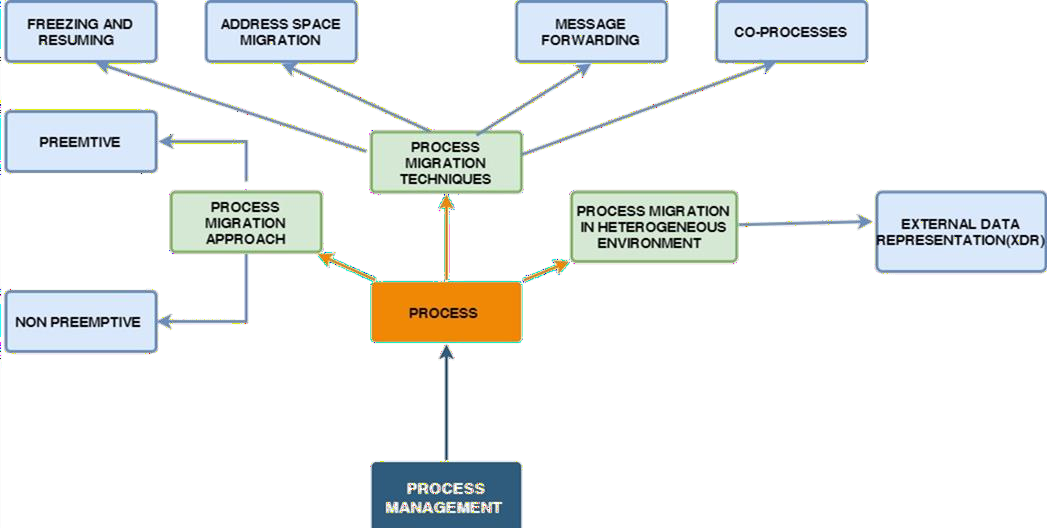 FREEZING AND
RESUMING
ADDRESS SPACE
MIGRATION
MESSAGE
FORWARDING
CO-PROCESSES
PREEMTIVE
PROCESS
MIGRATION
TECHNIQUES
PROCESS
MIGRATION
APPROACH
PROCESS MIGRATION
IN HETEROGENEOUS
ENVIRONMENT
EXTERNAL DATA
REPRESENTATION(XDR)
NON PREEMPTIVE
PROCESS
PROCESS
MANAGEMENT